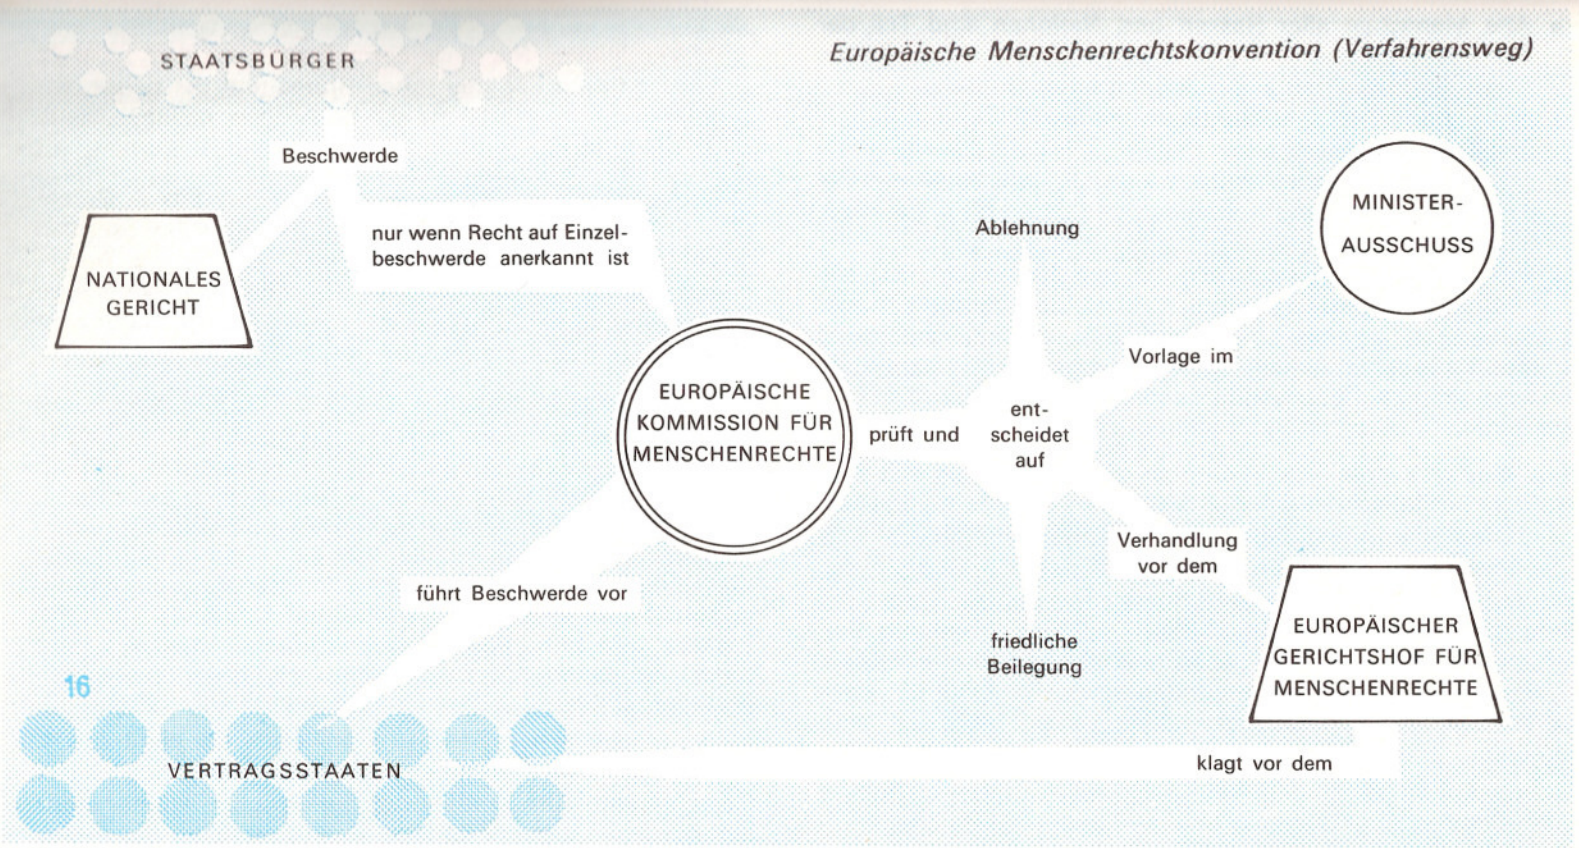 STAATSBÜRGER
Europäische Menschenrechtskonvention (Verfahrensweg)
Beschwerde
nur wenn Recht auf Einzel-
beschwerde anerkannt ist
NATIONALES
GERICHT
EUROPÄISCHE
KOMMISSION FÜR
MENSCHENRECHTE
prüft und
ent-
scheidet
auf
Ablehnung
Vorlage im
MINISTER-
AUSSCHUSS
Verhandlung
vor dem
EUROPÄISCHER
GERICHTSHOF FÜR
MENSCHENRECHTE
friedliche
Beilegung
führt Beschwerde vor
16
VERTRAGSSTAATEN
klagt vor dem